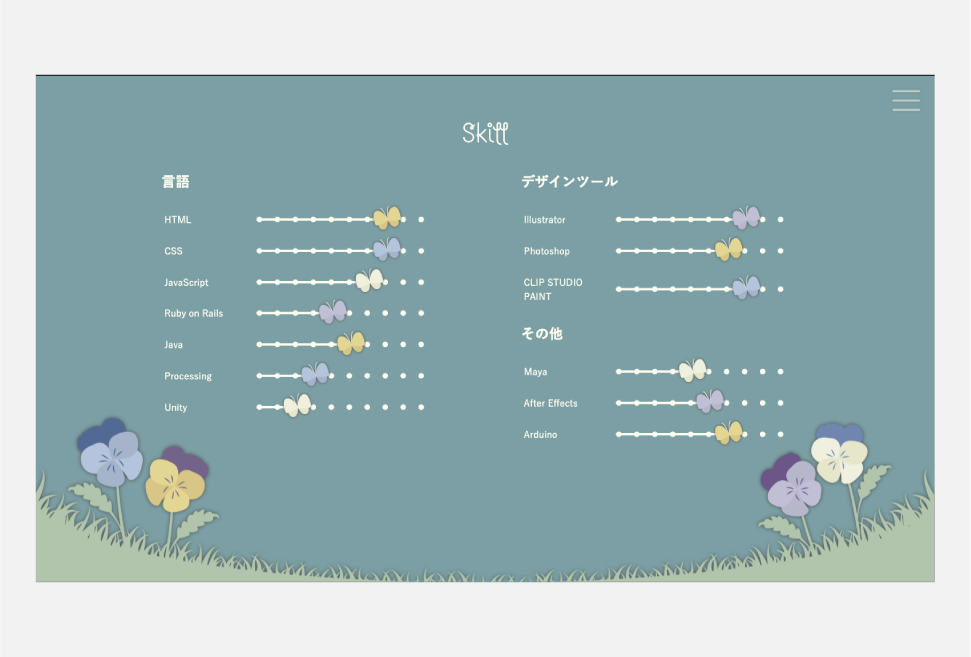 Skill
言語
HTML
CSS
JavaScript
Ruby on Rails
Java
Processing
Unity
デザインツール
Illustrator
Photoshop
CLIP STUDIO
PAINT
その他
Maya
After Effects
Arduino